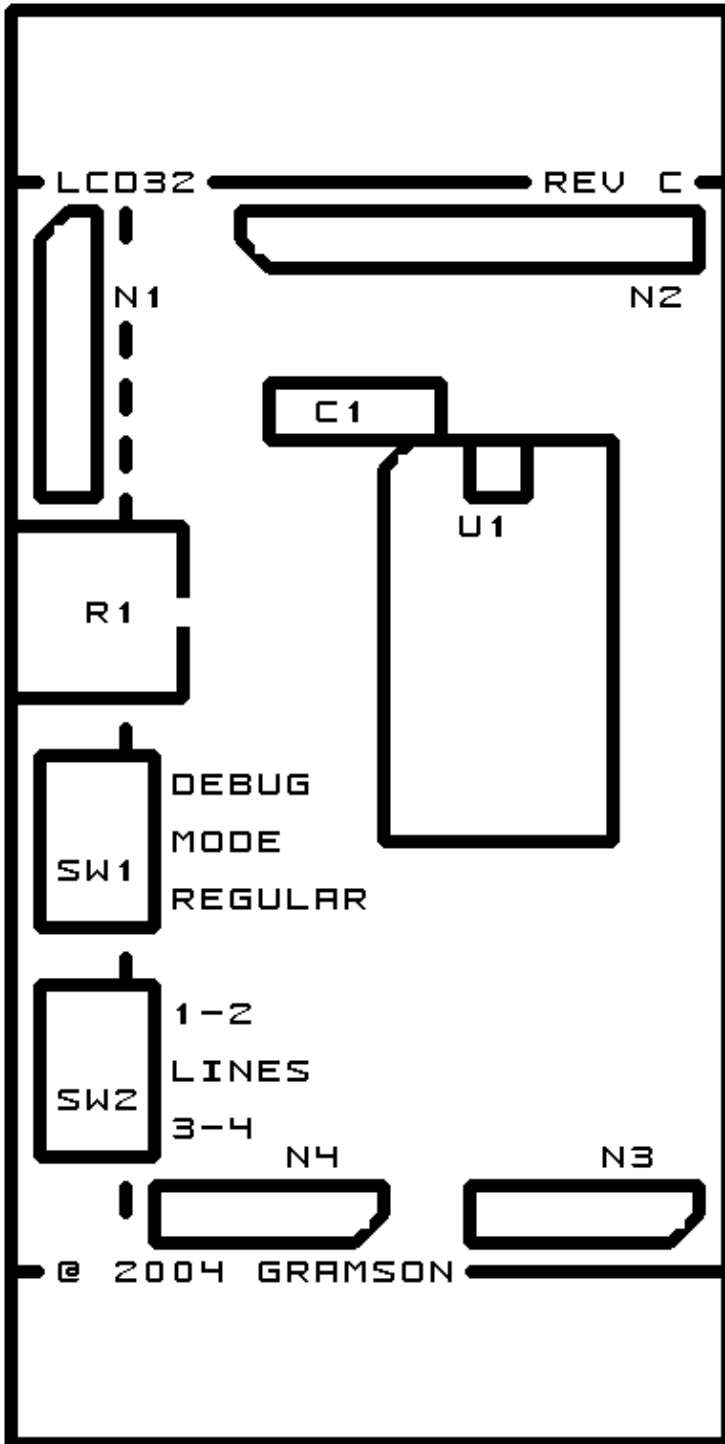 LCD32 REV C
N1 N2
C1
U1
R1
DEBUG
MODE
SW1
REGULAR
1-2
LINES
SW2
3-4
N4 N3
@ 2004 GRAMSON